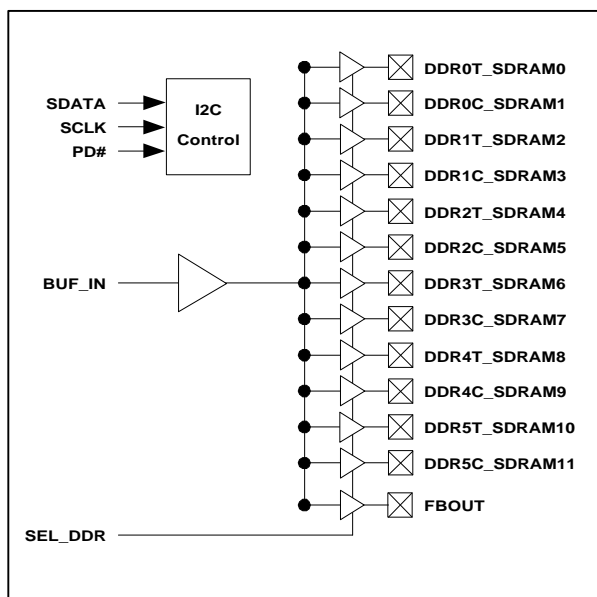 SDATA
SCLK
PD#
I2C
Control
BUF_IN
SEL_DDR
DDR0T_SDRAM0
DDR0C_SDRAM1
DDR1T_SDRAM2
DDR1C_SDRAM3
DDR2T_SDRAM4
DDR2C_SDRAM5
DDR3T_SDRAM6
DDR3C_SDRAM7
DDR4T_SDRAM8
DDR4C_SDRAM9
DDR5T_SDRAM10
DDR5C_SDRAM11
FBOUT